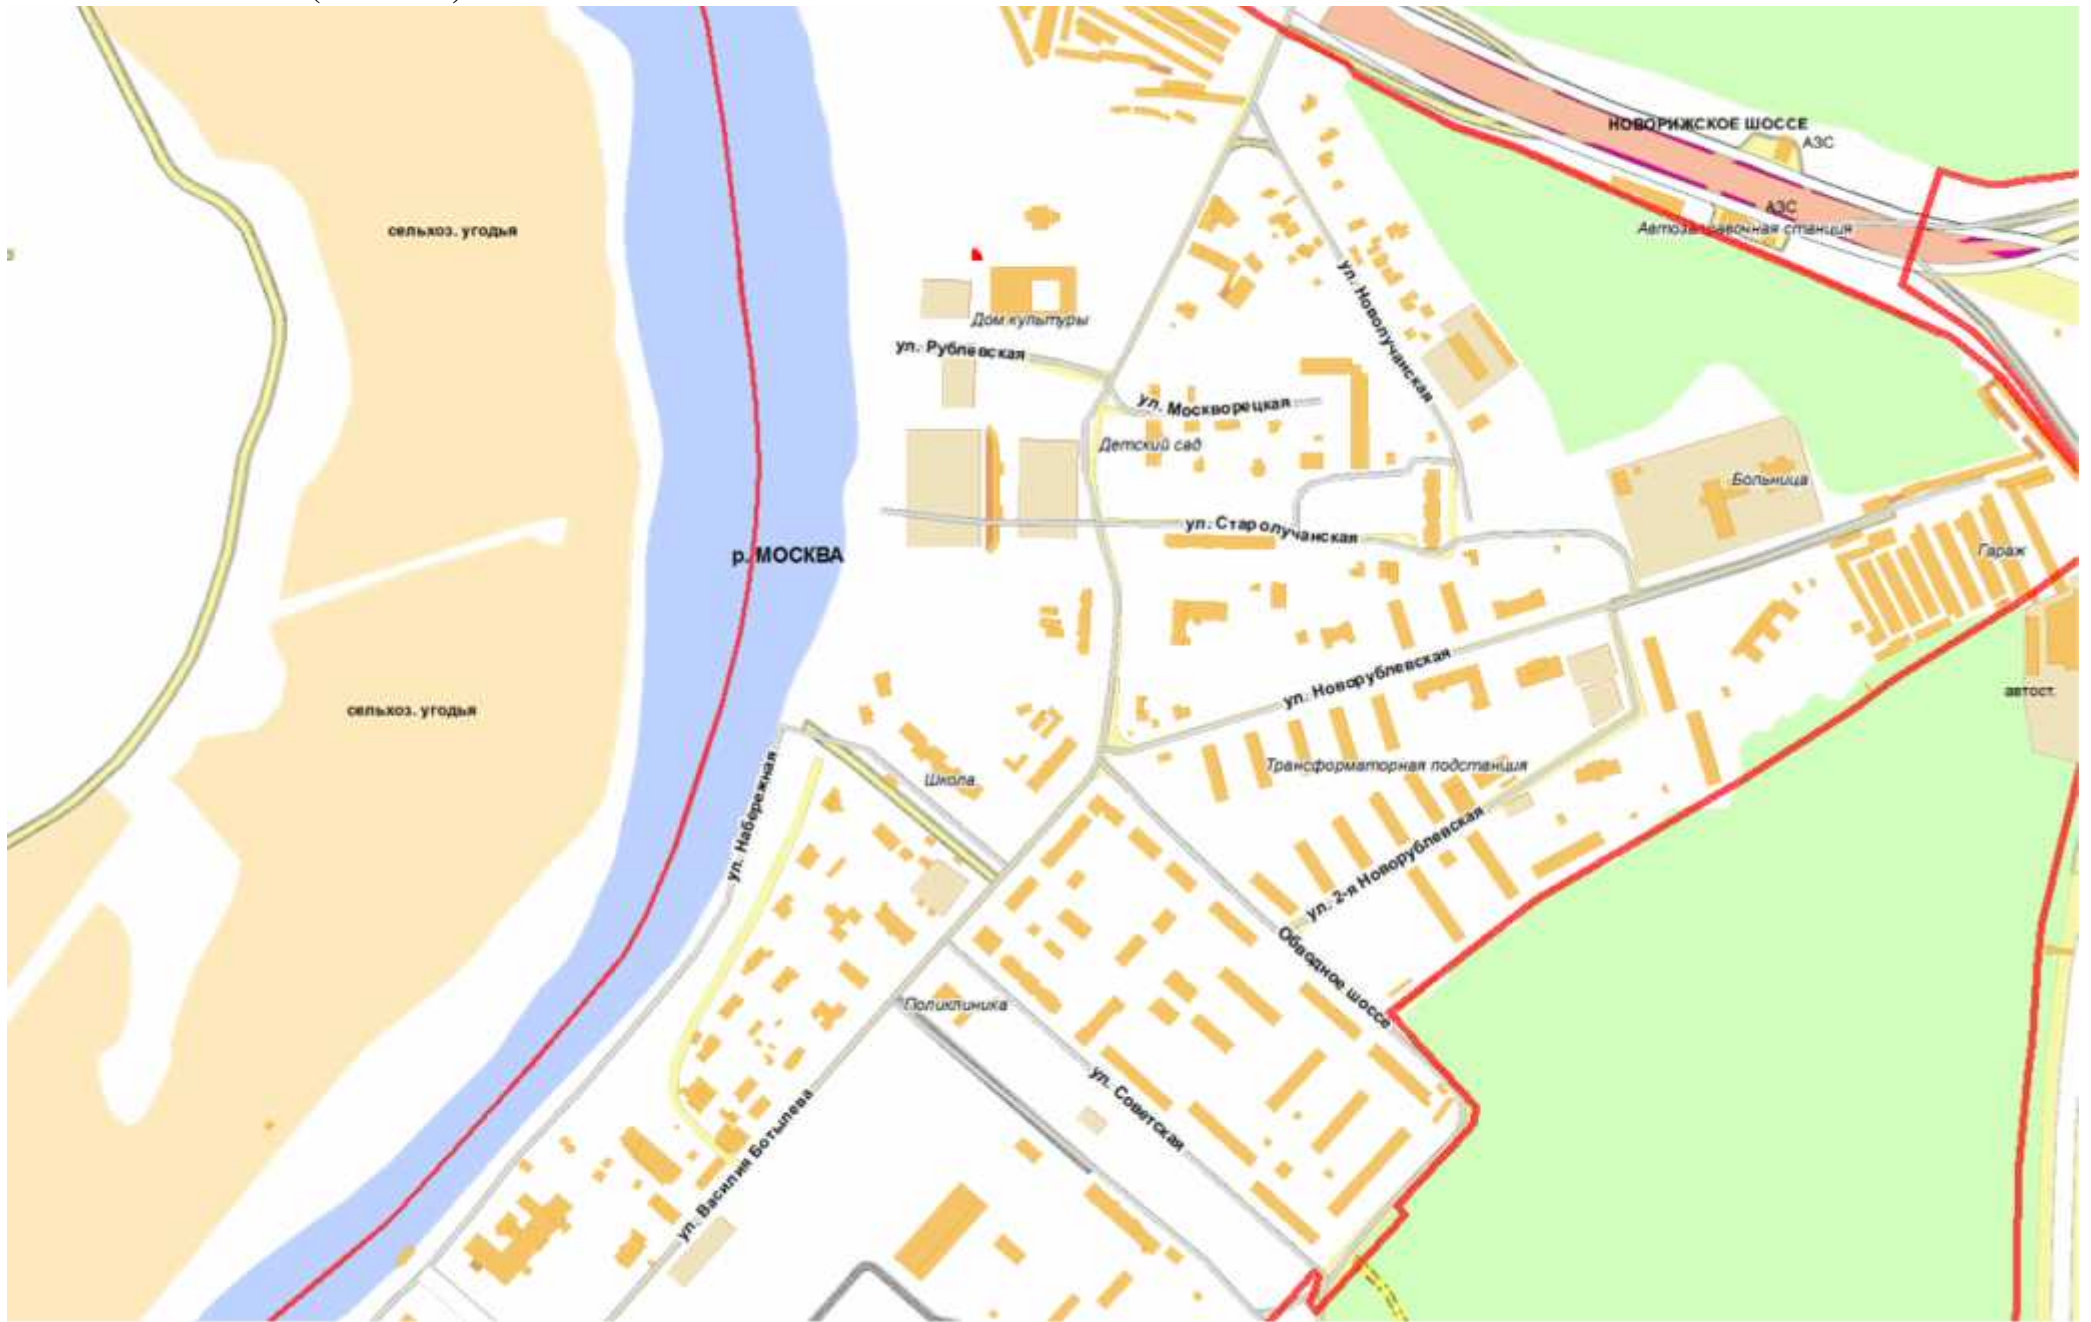 НОВОРИЖСКОЕ ШОССЕ
АЗС
АЗС
Автозаправочная станция
сельхоз. угодья
ул. Новолучанская
Дом культуры
ул. Рублевская
ул. Москворецкая
Детский сад
Больница
ул. Старолучанская
Гараж
р. МОСКВА
ул. Новорублевская
автост.
сельхоз. угодья
Трансформаторная подстанция
Школа
ул. Набережная
ул. 2-я Новорублевская
Обводное шоссе
Поликлиника
ул. Советская
ул. Василия Ботылева